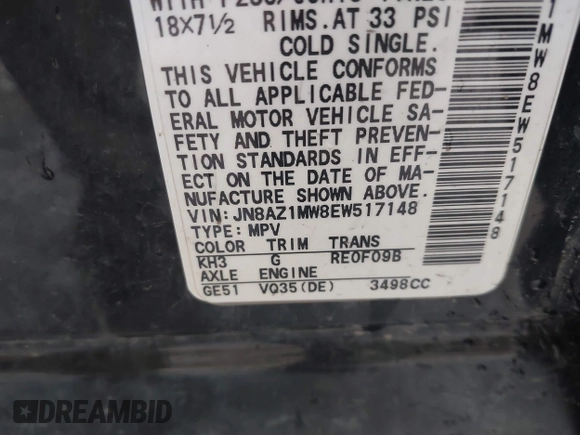 18X7½ RIMS.AT 33 PSI
COLD SINGLE.
THIS VEHICLE CONFORMS
TO ALL APPLICABLE FED-
ERAL MOTOR VEHICLE SA-
FETY AND THEFT PREVEN-
TION STANDARDS IN EFF-
ECT ON THE DATE OF MA-
NUFACTURE SHOWN ABOVE.
VIN:JN8AZ1MW8EW517148
TYPE:MPV
COLOR TRIM TRANS
KH3 G RE0F09B
AXLE ENGINE
GE51 VQ35(DE) 3498CC
1MW8EW517148
DREAMBID